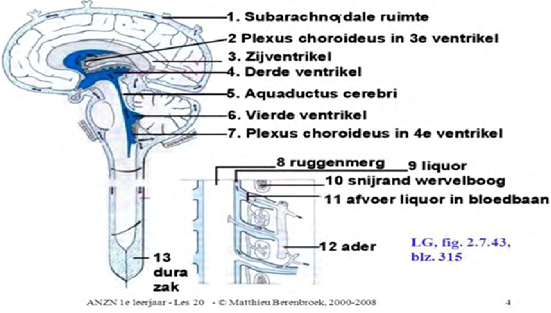 1. Subarachnoïdale ruimte
2 Plexus choroideus in 3e ventrikel
3. Zijventrikel
4. Derde ventrikel
5. Aquaductus cerebri
6. Vierde ventrikel
7. Plexus choroideus in 4e ventrikel
8 ruggenmerg
9 liquor
10 snijrand wervelboog
11 afvoer liquor in bloedbaan
12 ader
13
dura
zak
LG, fig. 2.7.43,
blz. 315
ANZN 1e leerjaar - Les 20 - © Matthieu Berenbroek, 2000-2008 4